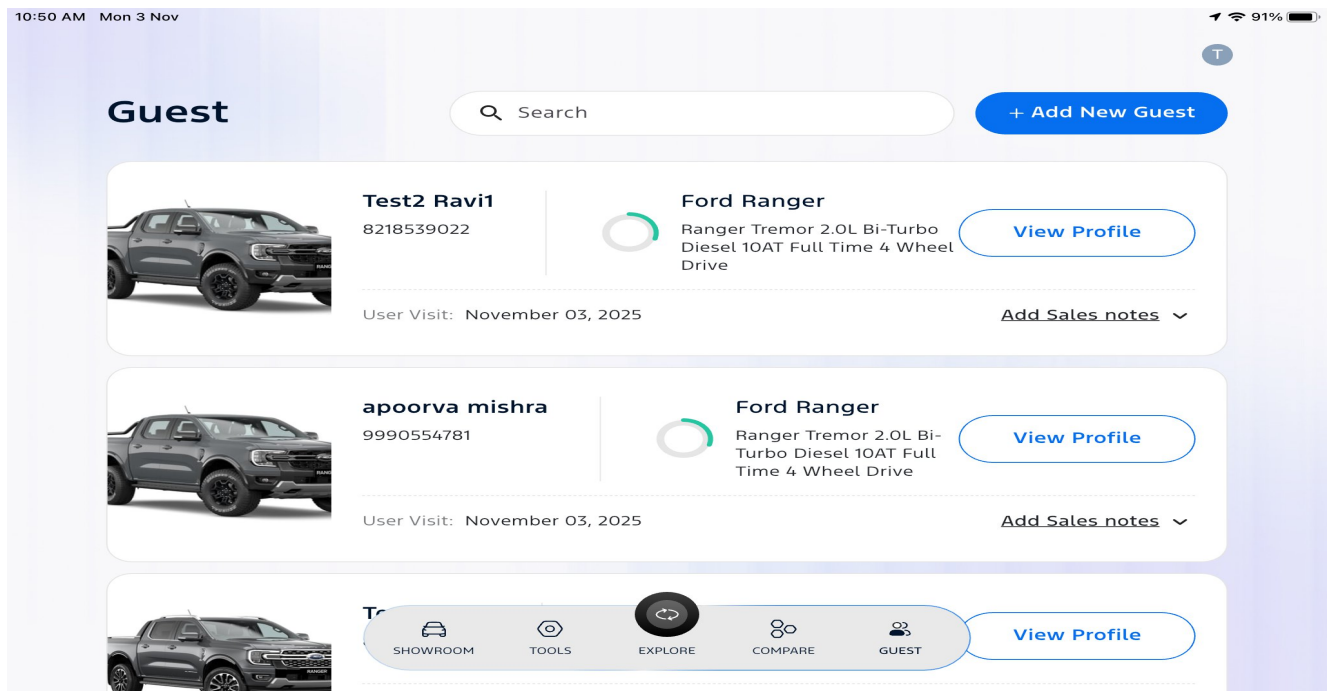 10:50 AM Mon 3 Nov
91%
T
Guest
Search
+ Add New Guest
Test2 Ravi1
8218539022
Ford Ranger
Ranger Tremor 2.0L Bi-Turbo
Diesel 10AT Full Time 4 Wheel
Drive
View Profile
User Visit: November 03, 2025
Add Sales notes
apoorva mishra
9990554781
Ford Ranger
Ranger Tremor 2.0L Bi-
Turbo Diesel 10AT Full
Time 4 Wheel Drive
View Profile
User Visit: November 03, 2025
Add Sales notes
RANGER
View Profile
SHOWROOM
TOOLS
EXPLORE
COMPARE
GUEST